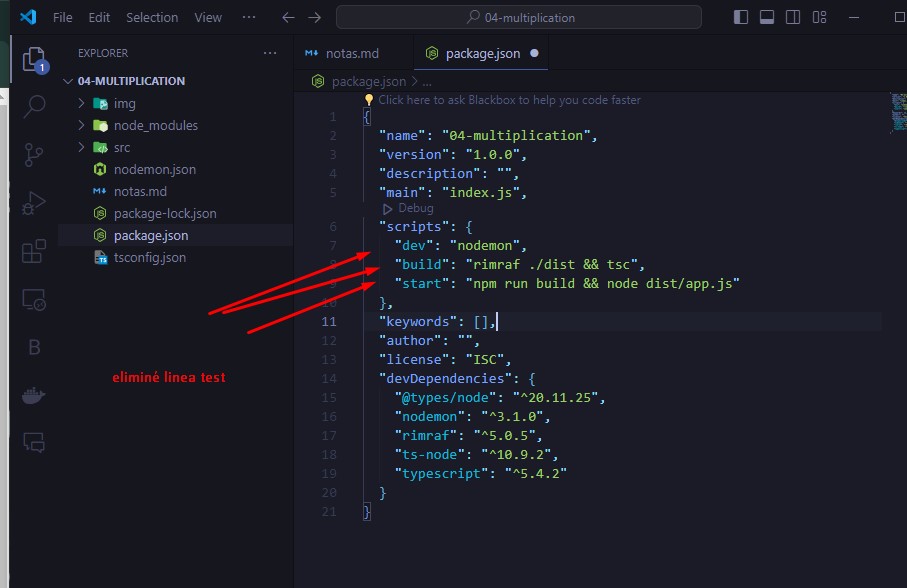 File Edit Selection View ··· 04-multiplication
EXPLORER ···
04-MULTIPLICATION
img
node_modules
src
nodemon.json
notas.md
package-lock.json
package.json
tsconfig.json
1
B
eliminé linea test
notas.md package.json
package.json > ...
Click here to ask Blackbox to help you code faster
1 {
2 "name": "04-multiplication",
3 "version": "1.0.0",
4 "description": "",
5 "main": "index.js",
Debug
6 "scripts": {
7 "dev": "nodemon",
8 "build": "rimraf ./dist && tsc",
9 "start": "npm run build && node dist/app.js"
10 },
11 "keywords": [],
12 "author": "",
13 "license": "ISC",
14 "devDependencies": {
15 "@types/node": "^20.11.25",
16 "nodemon": "^3.1.0",
17 "rimraf": "^5.0.5",
18 "ts-node": "^10.9.2",
19 "typescript": "^5.4.2"
20 }
21 }